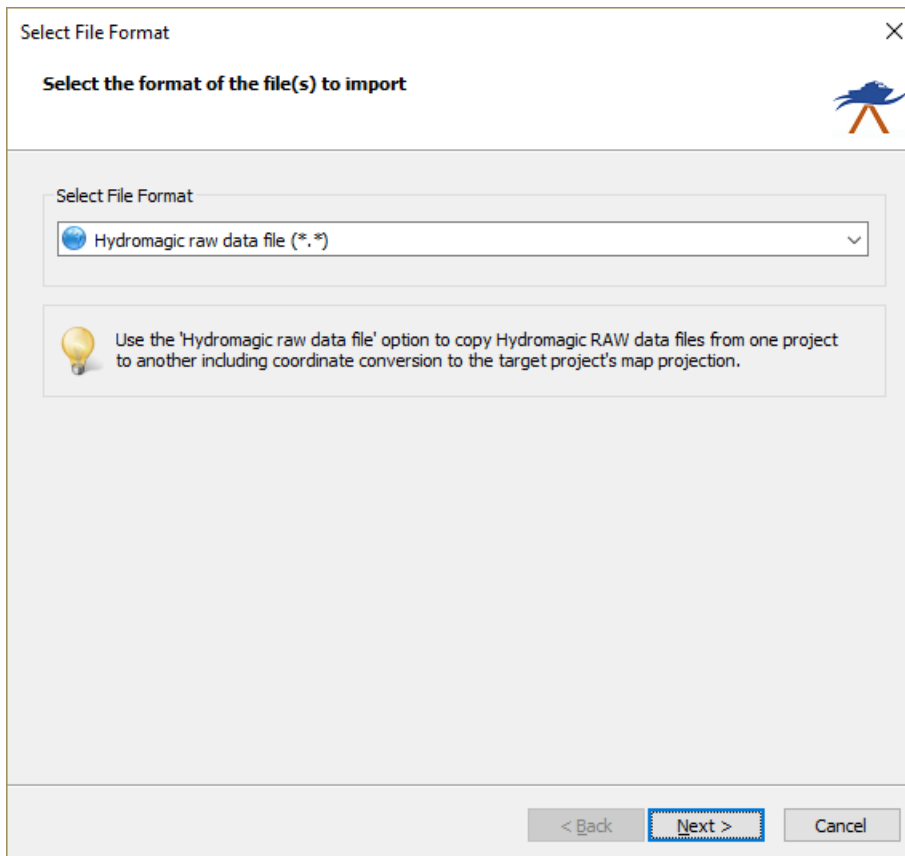 Select File Format
Select the format of the file(s) to import
Select File Format
Hydromagic raw data file (*.*)
Use the 'Hydromagic raw data file' option to copy Hydromagic RAW data files from one project
to another including coordinate conversion to the target project's map projection.
< Back
Next >
Cancel